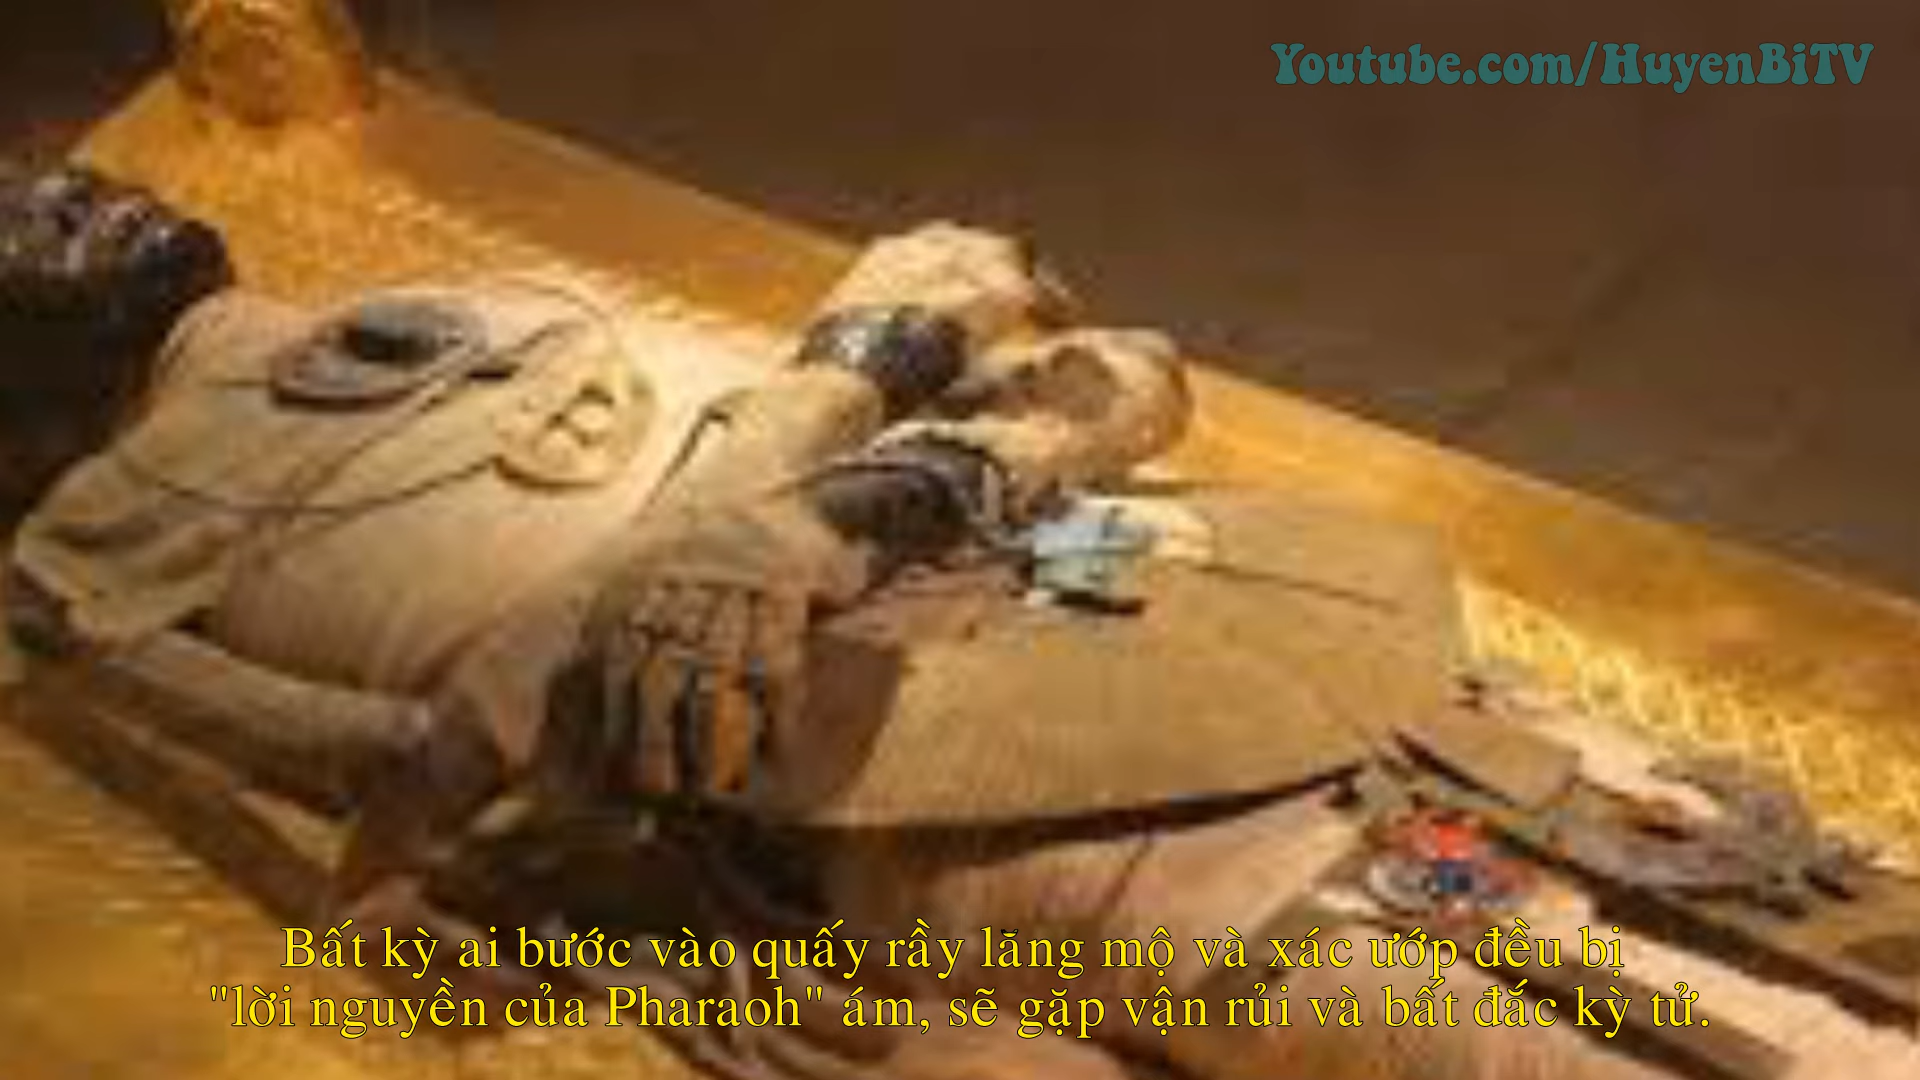 Youtube.com/HuyenBiTV
Bất kỳ ai bước vào quấy rầy lăng mộ và xác ướp đều bị
"lời nguyền của Pharaoh" ám, sẽ gặp vận rủi và bất đắc kỳ tử.